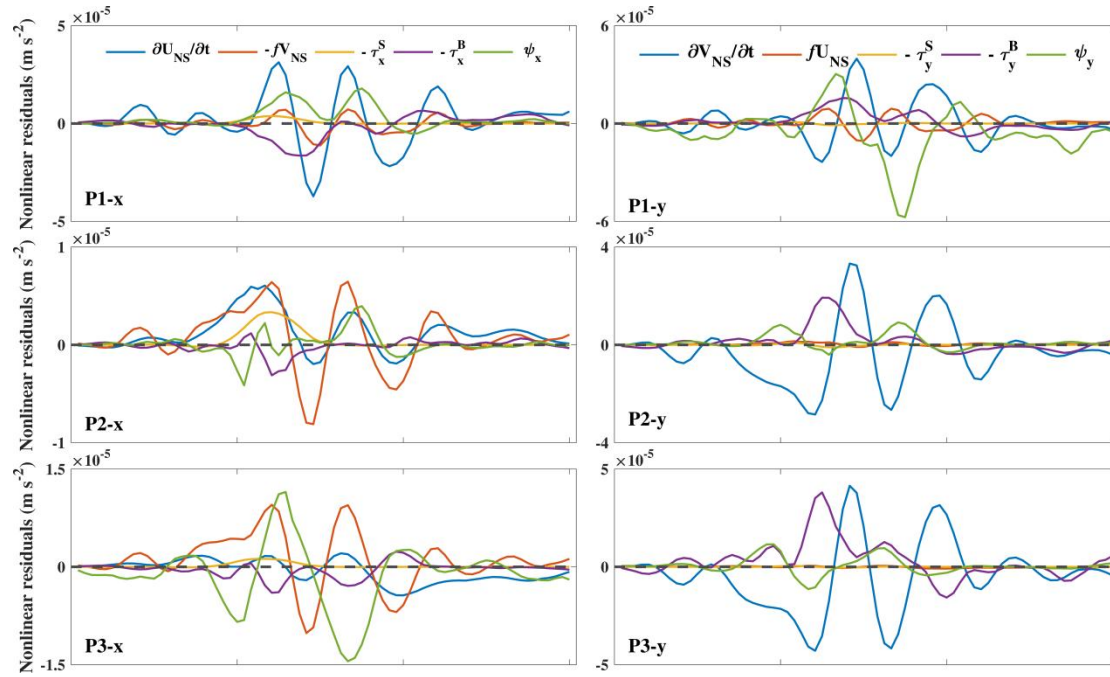 ×10⁻⁵
5
∂U_NS/∂t -fV_NS - τ_x^S - τ_x^B ψ_x
0
-5
Nonlinear residuals (m s⁻²)
P1-x
×10⁻⁵
6
∂V_NS/∂t fU_NS - τ_y^S - τ_y^B ψ_y
0
-6
P1-y
×10⁻⁵
1
0
-1
Nonlinear residuals (m s⁻²)
P2-x
×10⁻⁵
4
0
-4
P2-y
×10⁻⁵
1.5
0
-1.5
Nonlinear residuals (m s⁻²)
P3-x
×10⁻⁵
5
0
-5
P3-y